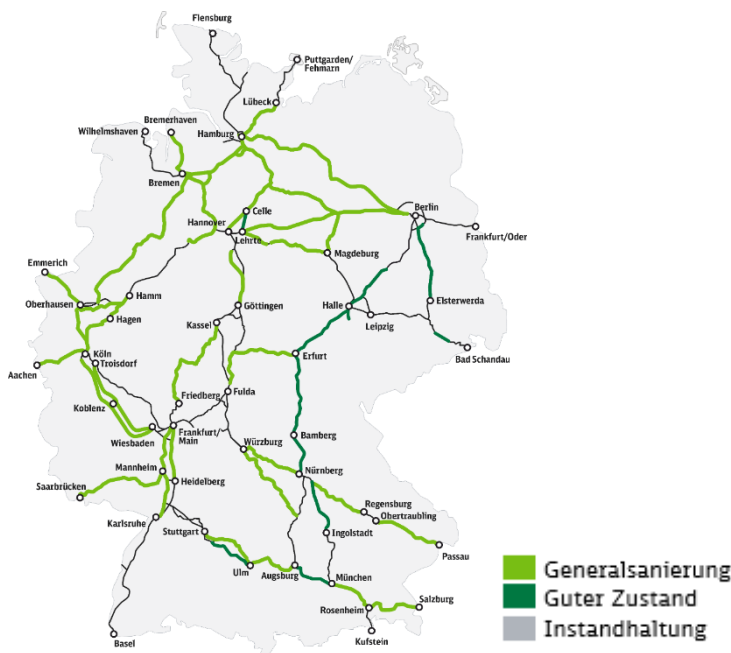 Flensburg
Puttgarden/
Fehmarn
Lübeck
Bremerhaven
Wilhelmshaven
Hamburg
Bremen
Celle
Berlin
Hannover
Lehrte
Frankfurt/Oder
Magdeburg
Emmerich
Oberhausen
Hamm
Göttingen
Halle
Elsterwerda
Hagen
Kassel
Leipzig
Köln
Troisdorf
Erfurt
Bad Schandau
Aachen
Koblenz
Friedberg
Fulda
Wiesbaden
Frankfurt/
Main
Bamberg
Würzburg
Mannheim
Nürnberg
Saarbrücken
Heidelberg
Regensburg
Obertraubling
Karlsruhe
Stuttgart
Ingolstadt
Passau
Ulm
Augsburg
München
Rosenheim
Salzburg
Basel
Kufstein
Generalsanierung
Guter Zustand
Instandhaltung